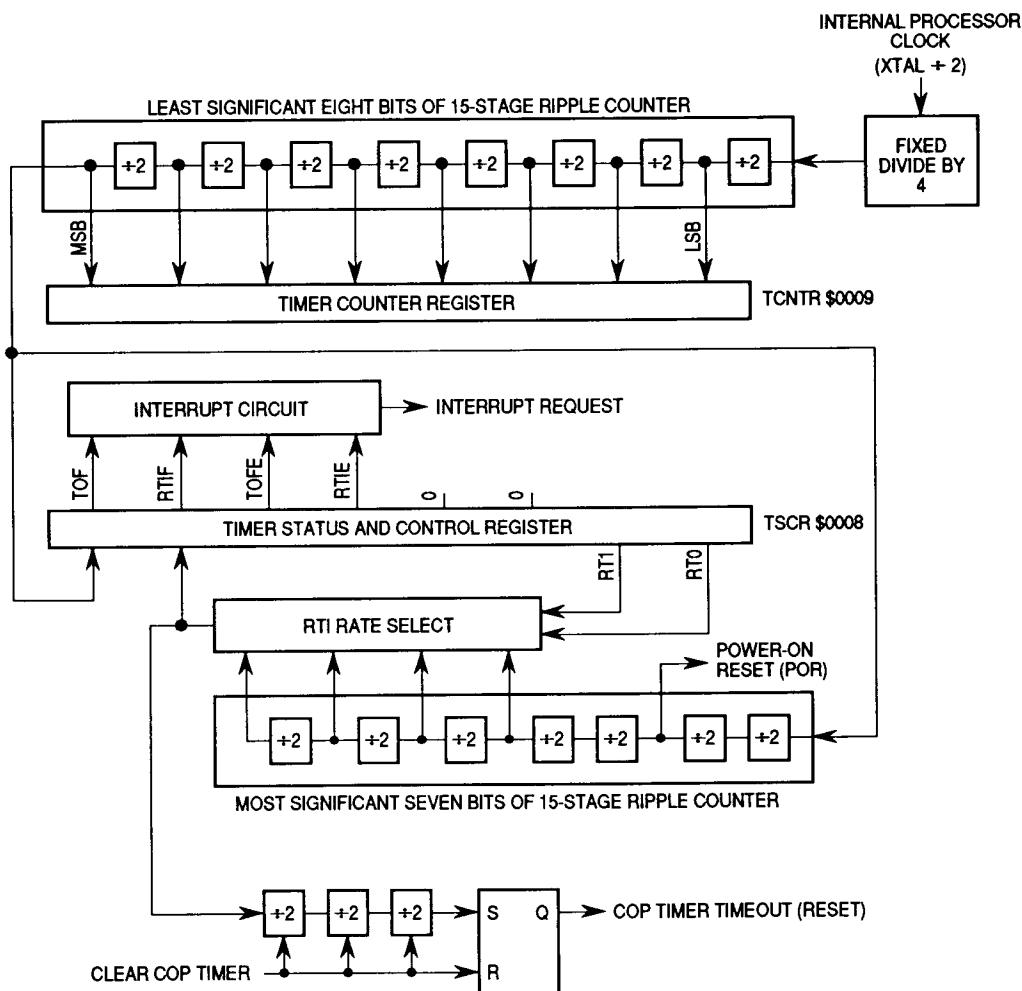 INTERNAL PROCESSOR
CLOCK
(XTAL ÷ 2)
LEAST SIGNIFICANT EIGHT BITS OF 15-STAGE RIPPLE COUNTER
÷2 ÷2 ÷2 ÷2 ÷2 ÷2 ÷2 ÷2
FIXED
DIVIDE BY
4
MSB
LSB
TIMER COUNTER REGISTER
TCNTR $0009
INTERRUPT CIRCUIT
INTERRUPT REQUEST
TOF
RTIF
TOFE
RTIE
0
0
TIMER STATUS AND CONTROL REGISTER
TSCR $0008
RT1
RT0
RTI RATE SELECT
POWER-ON
RESET (POR)
÷2 ÷2 ÷2 ÷2 ÷2 ÷2 ÷2
MOST SIGNIFICANT SEVEN BITS OF 15-STAGE RIPPLE COUNTER
÷2 ÷2 ÷2
S Q
COP TIMER TIMEOUT (RESET)
CLEAR COP TIMER
R